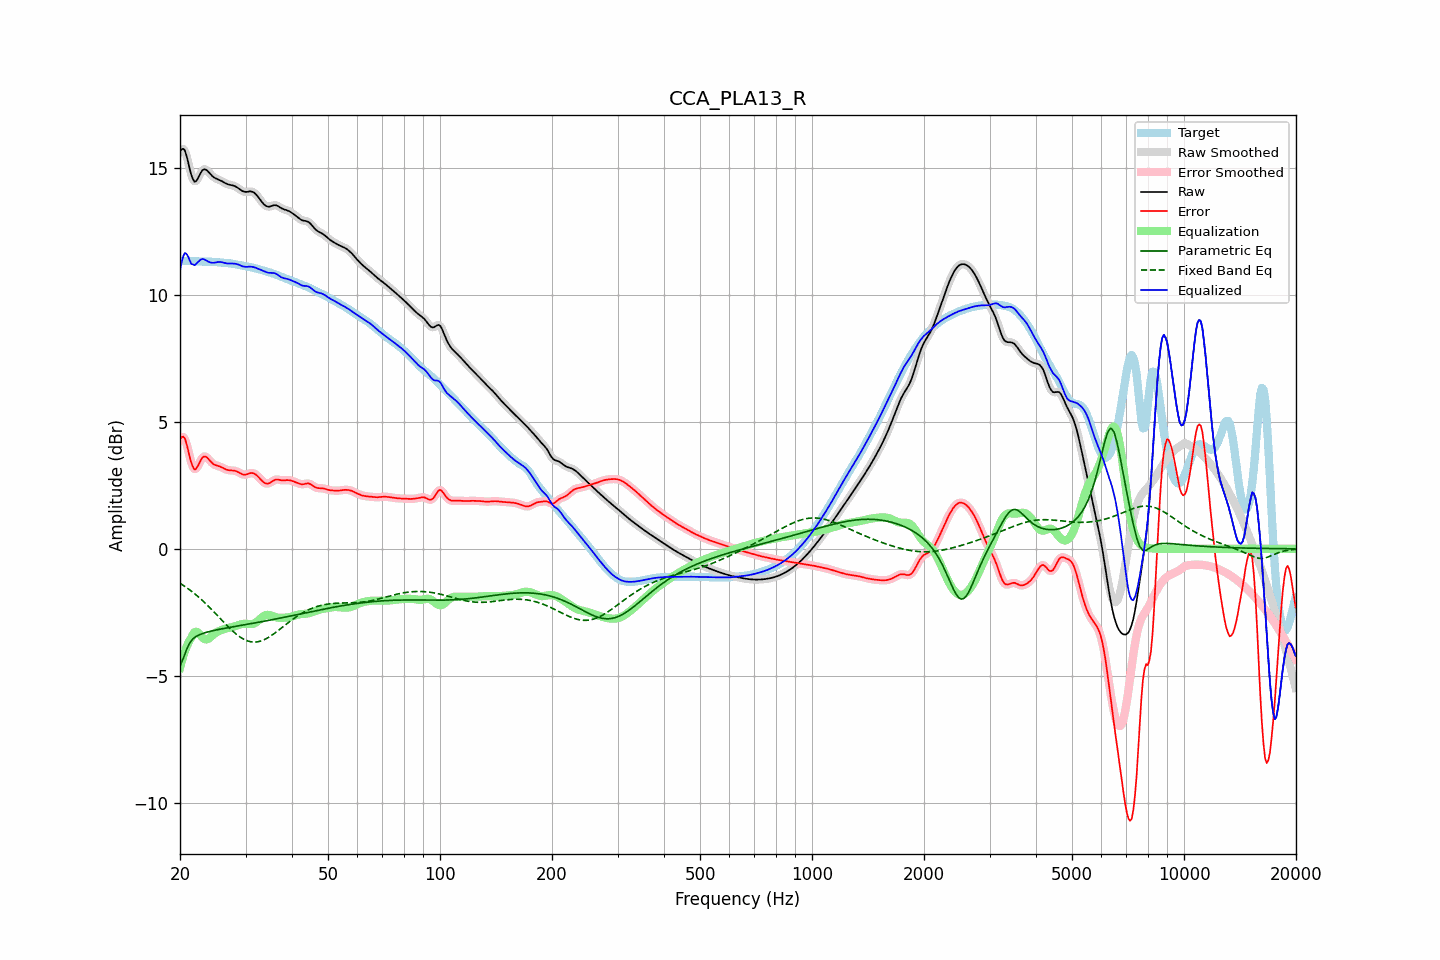 CCA_PLA13_R
Amplitude (dBr)
15
10
5
0
−5
−10
20
50
100
200
500
1000
2000
5000
10000
20000
Frequency (Hz)
Target
Raw Smoothed
Error Smoothed
Raw
Error
Equalization
Parametric Eq
Fixed Band Eq
Equalized